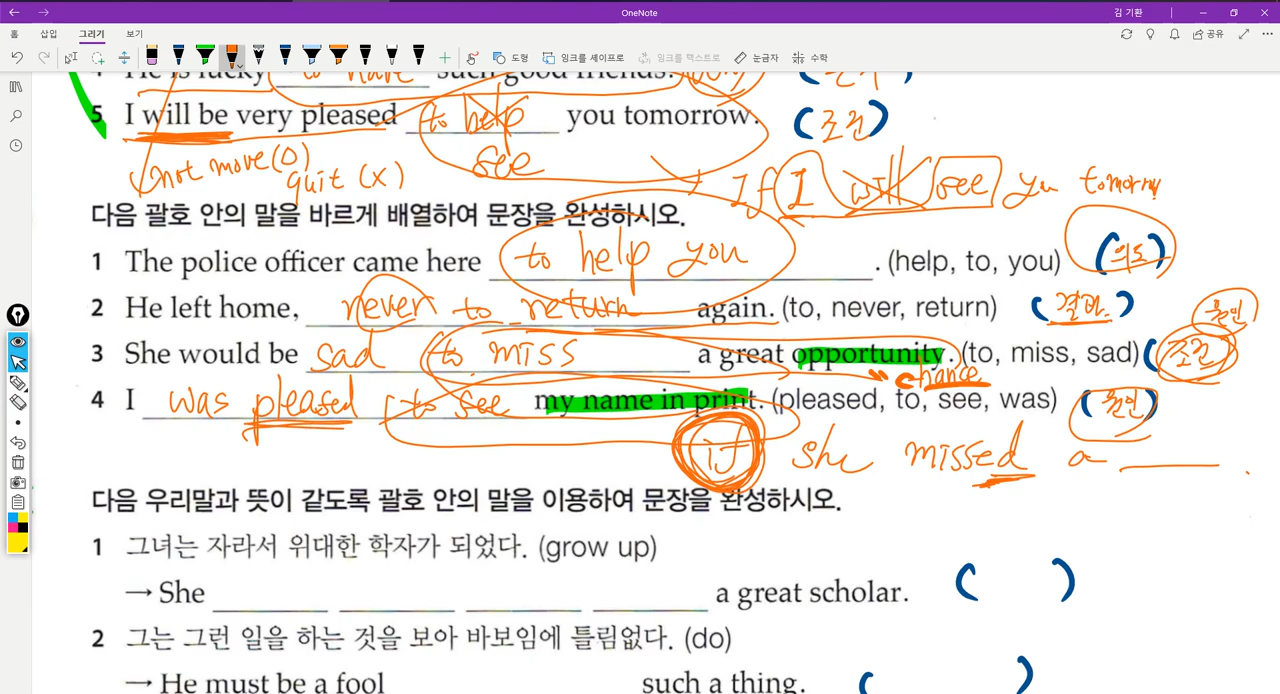 OneNote
김 기환
홈 삽입 그리기 보기
공유
도형 잉크를 셰이프로 잉크를 텍스트로 눈금자 수학
4 He is lucky to have such good friends.
5 I will be very pleased to help you tomorrow. (조건)
see
not move (O)
quit (X)
If I will see you tomorrow
다음 괄호 안의 말을 바르게 배열하여 문장을 완성하시오.
1 The police officer came here to help you . (help, to, you) (의도)
2 He left home, never to return again. (to, never, return) (결과)
원인
3 She would be sad to miss a great opportunity. (to, miss, sad) (조건)
chance
4 I was pleased to see my name in print. (pleased, to, see, was) (원인)
if she missed a
다음 우리말과 뜻이 같도록 괄호 안의 말을 이용하여 문장을 완성하시오.
1 그녀는 자라서 위대한 학자가 되었다. (grow up)
→ She a great scholar. ( )
2 그는 그런 일을 하는 것을 보아 바보임에 틀림없다. (do)
→ He must be a fool such a thing. ( )